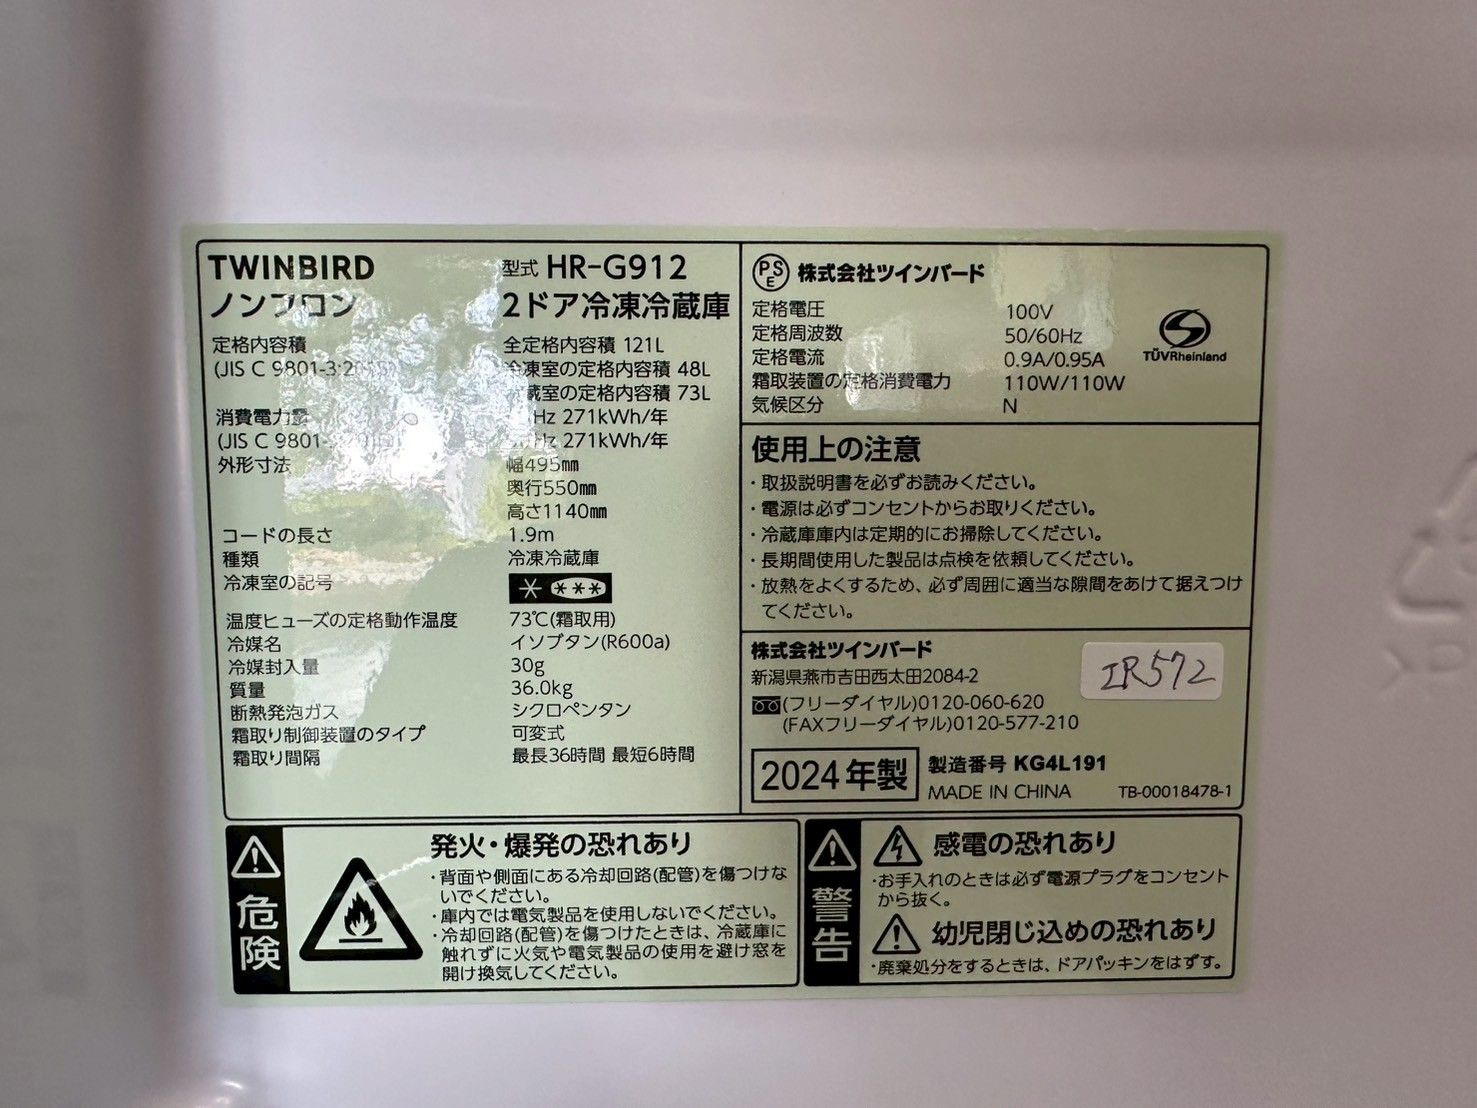 TWINBIRD 型式 HR-G912
ノンフロン 2ドア冷凍冷蔵庫
定格内容積 全定格内容積 121L
(JIS C 9801-3: 冷凍室の定格内容積 48L
冷蔵室の定格内容積 73L
消費電力量 Hz 271kWh/年
(JIS C 9801- Hz 271kWh/年
外形寸法 幅495㎜
奥行550㎜
高さ1140㎜
コードの長さ 1.9m
種類 冷凍冷蔵庫
冷凍室の記号 * ***
温度ヒューズの定格動作温度 73℃(霜取用)
冷媒名 イソブタン(R600a)
冷媒封入量 30g
質量 36.0kg
断熱発泡ガス シクロペンタン
霜取り制御装置のタイプ 可変式
霜取り間隔 最長36時間 最短6時間
PSE 株式会社ツインバード
定格電圧 100V
定格周波数 50/60Hz
定格電流 0.9A/0.95A
霜取装置の定格消費電力 110W/110W
気候区分 N
TÜVRheinland
使用上の注意
・取扱説明書を必ずお読みください。
・電源は必ずコンセントからお取りください。
・冷蔵庫庫内は定期的にお掃除してください。
・長期間使用した製品は点検を依頼してください。
・放熱をよくするため、必ず周囲に適当な隙間をあけて据えつけ
てください。
株式会社ツインバード
新潟県燕市吉田西太田2084-2
(フリーダイヤル)0120-060-620
(FAXフリーダイヤル)0120-577-210
IR572
2024年製 製造番号 KG4L191
MADE IN CHINA TB-00018478-1
危険
発火・爆発の恐れあり
・背面や側面にある冷却回路(配管)を傷つけな
いでください。
・庫内では電気製品を使用しないでください。
・冷却回路(配管)を傷つけたときは、冷蔵庫に
触れずに火気や電気製品の使用を避け窓を
開け換気してください。
警告
感電の恐れあり
・お手入れのときは必ず電源プラグをコンセント
から抜く。
幼児閉じ込めの恐れあり
・廃棄処分をするときは、ドアパッキンをはずす。